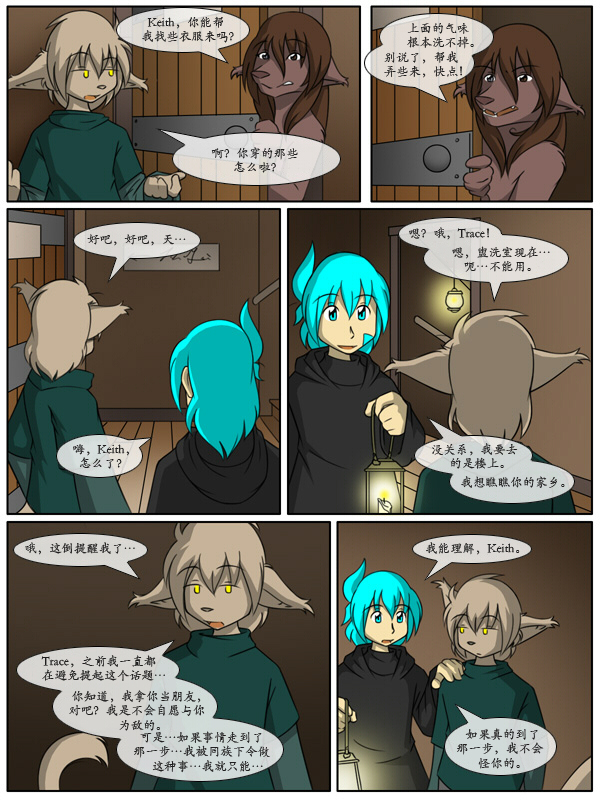 Keith，你能帮
我找些衣服来吗？
啊？你穿的那些
怎么啦？
上面的气味
根本洗不掉。
别说了，帮我
弄些来，快点！
好吧，好吧，天…
嗨，Keith，
怎么了？
嗯？哦，Trace！
嗯，盥洗室现在…
呃…不能用。
没关系，我要去
的是楼上。
我想瞧瞧你的家乡。
哦，这倒提醒我了…
Trace，之前我一直都
在避免提起这个话题…
你知道，我拿你当朋友，
对吧？我是不会自愿与你
为敌的。
可是…如果事情走到了
那一步…我被同族下令做
这种事…我就只能…
我能理解，Keith。
如果真的到了
那一步，我不会
怪你的。